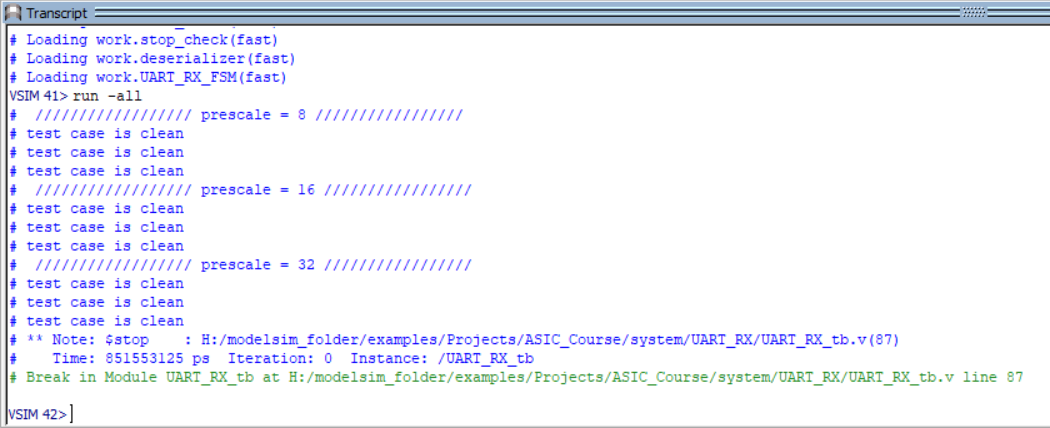 Transcript
# Loading work.stop_check(fast)
# Loading work.deserializer(fast)
# Loading work.UART_RX_FSM(fast)
VSIM 41> run -all
# ////////////////// prescale = 8 /////////////////
# test case is clean
# test case is clean
# test case is clean
# ////////////////// prescale = 16 /////////////////
# test case is clean
# test case is clean
# test case is clean
# ////////////////// prescale = 32 /////////////////
# test case is clean
# test case is clean
# test case is clean
# ** Note: $stop    : H:/modelsim_folder/examples/Projects/ASIC_Course/system/UART_RX/UART_RX_tb.v(87)
#    Time: 851553125 ps  Iteration: 0  Instance: /UART_RX_tb
# Break in Module UART_RX_tb at H:/modelsim_folder/examples/Projects/ASIC_Course/system/UART_RX/UART_RX_tb.v line 87
VSIM 42>